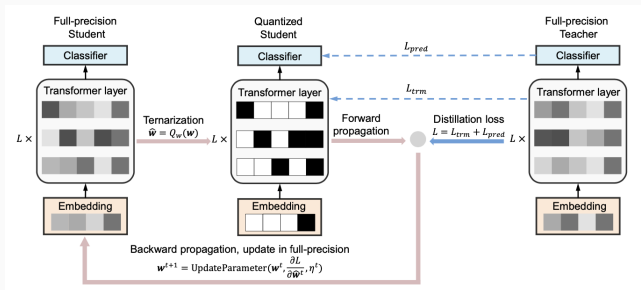 Full-precision
Student
Quantized
Student
Full-precision
Teacher
Classifier
Classifier
L_pred
Classifier
Transformer layer
Transformer layer
L_trm
Transformer layer
L ×
Ternarization
ŵ = Q_w(w)
L ×
Forward
propagation
Distillation loss
L = L_trm + L_pred
L ×
Embedding
Embedding
Embedding
Backward propagation, update in full-precision
w^{t+1} = UpdateParameter(w^t, ∂L/∂ŵ^t, η^t)